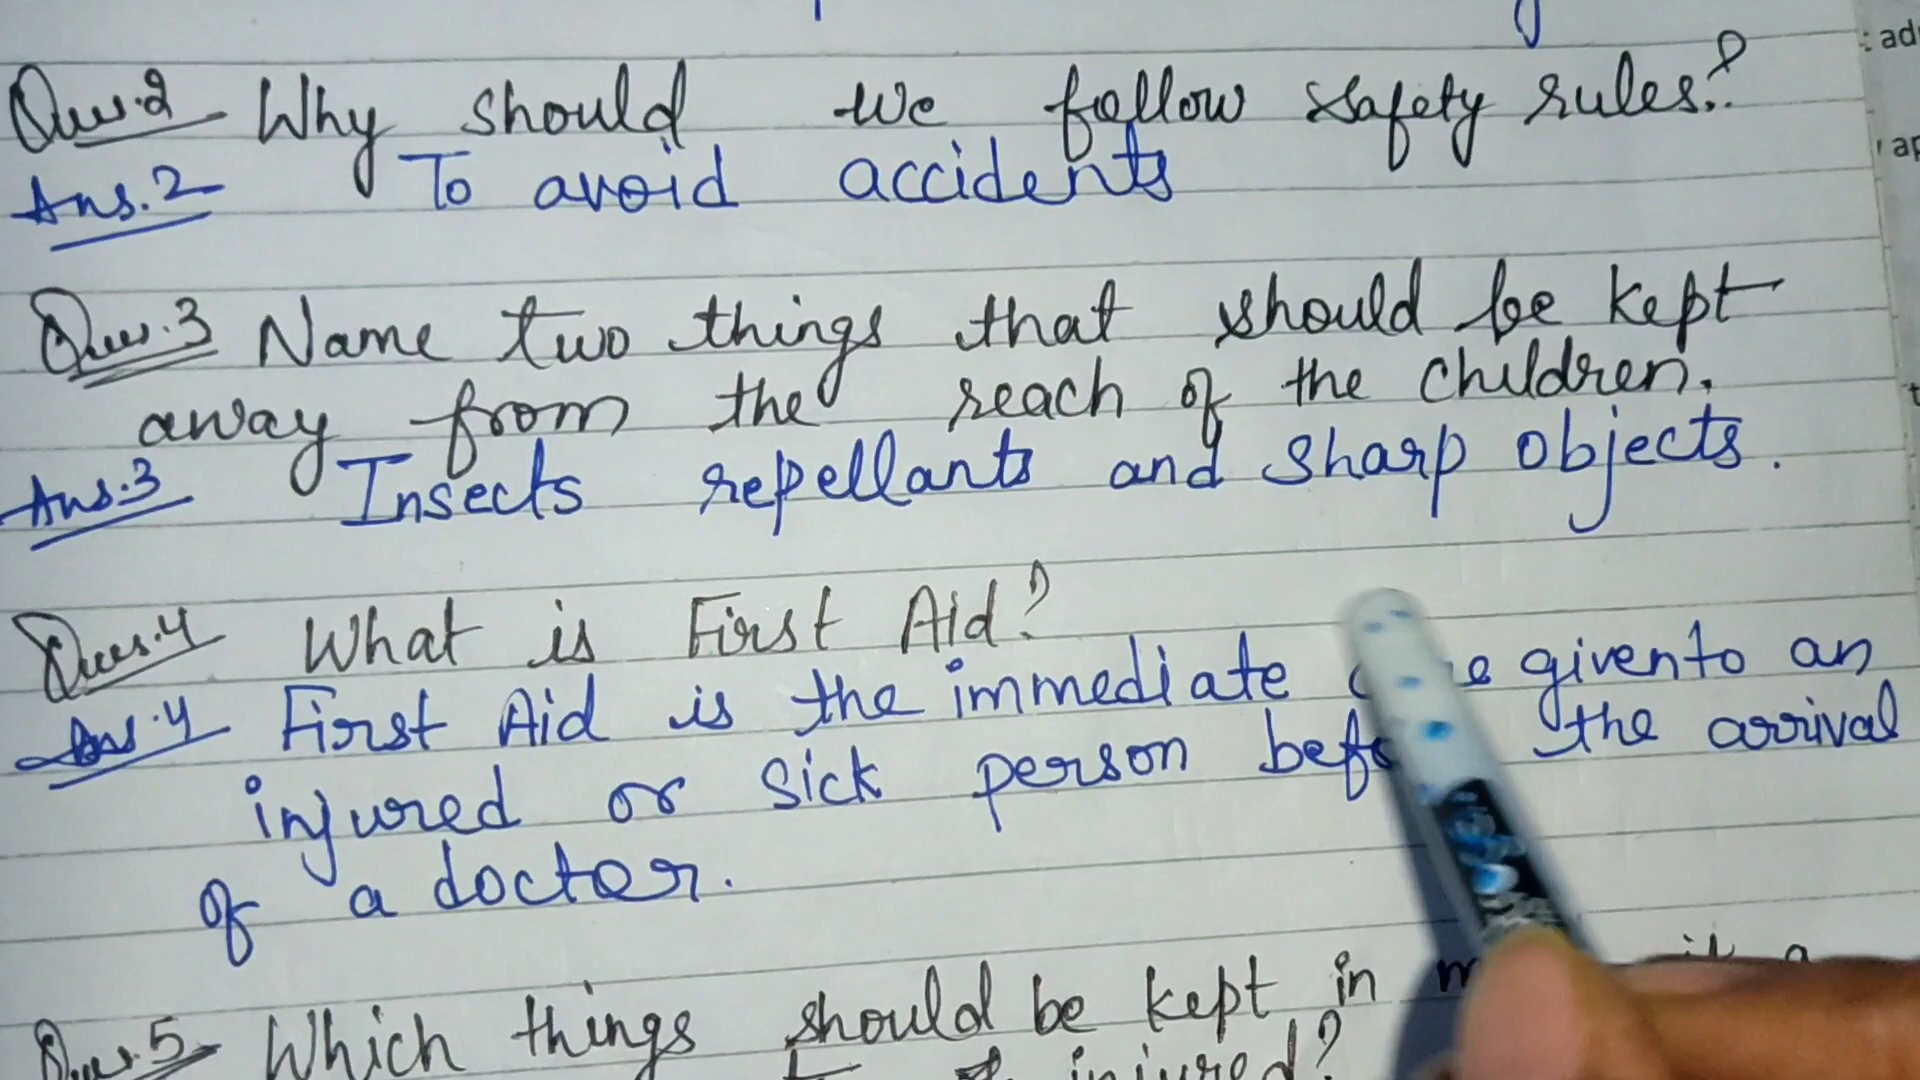 Ques.2 Why should we follow safety rules.?
Ans.2 To avoid accidents
Ques.3 Name two things that should be kept
away from the reach of the children.
Ans.3 Insects repellants and sharp objects.
Ques.4 What is First Aid?
Ans.4 First Aid is the immediate given to an
injured or sick person the arrival
of a doctor.
Ques.5 Which things should be kept in
injured?